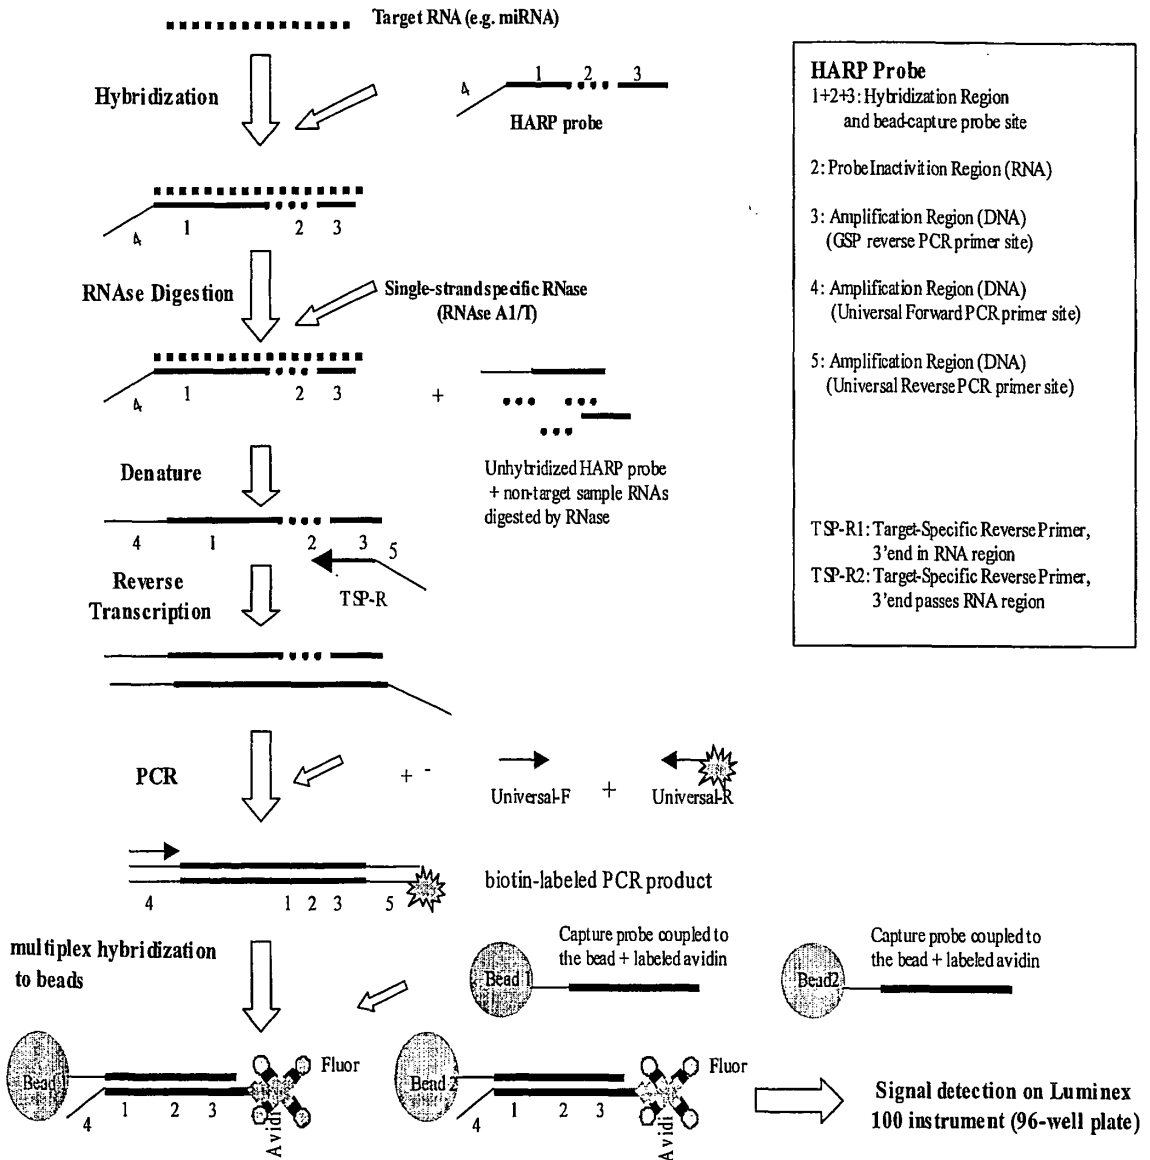 Target RNA (e.g. miRNA)
Hybridization
4
1
2
3
HARP probe
1
2
3
4
RNAse Digestion
Single-strand specific RNase
(RNAse A1/T)
4
1
2
3
+
Unhybridized HARP probe
+ non-target sample RNAs
digested by RNase
Denature
4
1
2
3
5
TSP-R
Reverse
Transcription
PCR
+ -
Universal-F
+
Universal-R
4
1 2 3
5
biotin-labeled PCR product
multiplex hybridization
to beads
Bead 1
Capture probe coupled to
the bead + labeled avidin
Bead2
Capture probe coupled to
the bead + labeled avidin
Bead
4
1
2
3
Avidi
Fluor
Bead 2
4
1
2
3
Avidi
Fluor
Signal detection on Luminex
100 instrument (96-well plate)
HARP Probe
1+2+3: Hybridization Region
and bead-capture probe site
2: Probe Inactivition Region (RNA)
3: Amplification Region (DNA)
(GSP reverse PCR primer site)
4: Amplification Region (DNA)
(Universal Forward PCR primer site)
5: Amplification Region (DNA)
(Universal Reverse PCR primer site)
TSP-R1: Target-Specific Reverse Primer,
3'end in RNA region
TSP-R2: Target-Specific Reverse Primer,
3'end passes RNA region